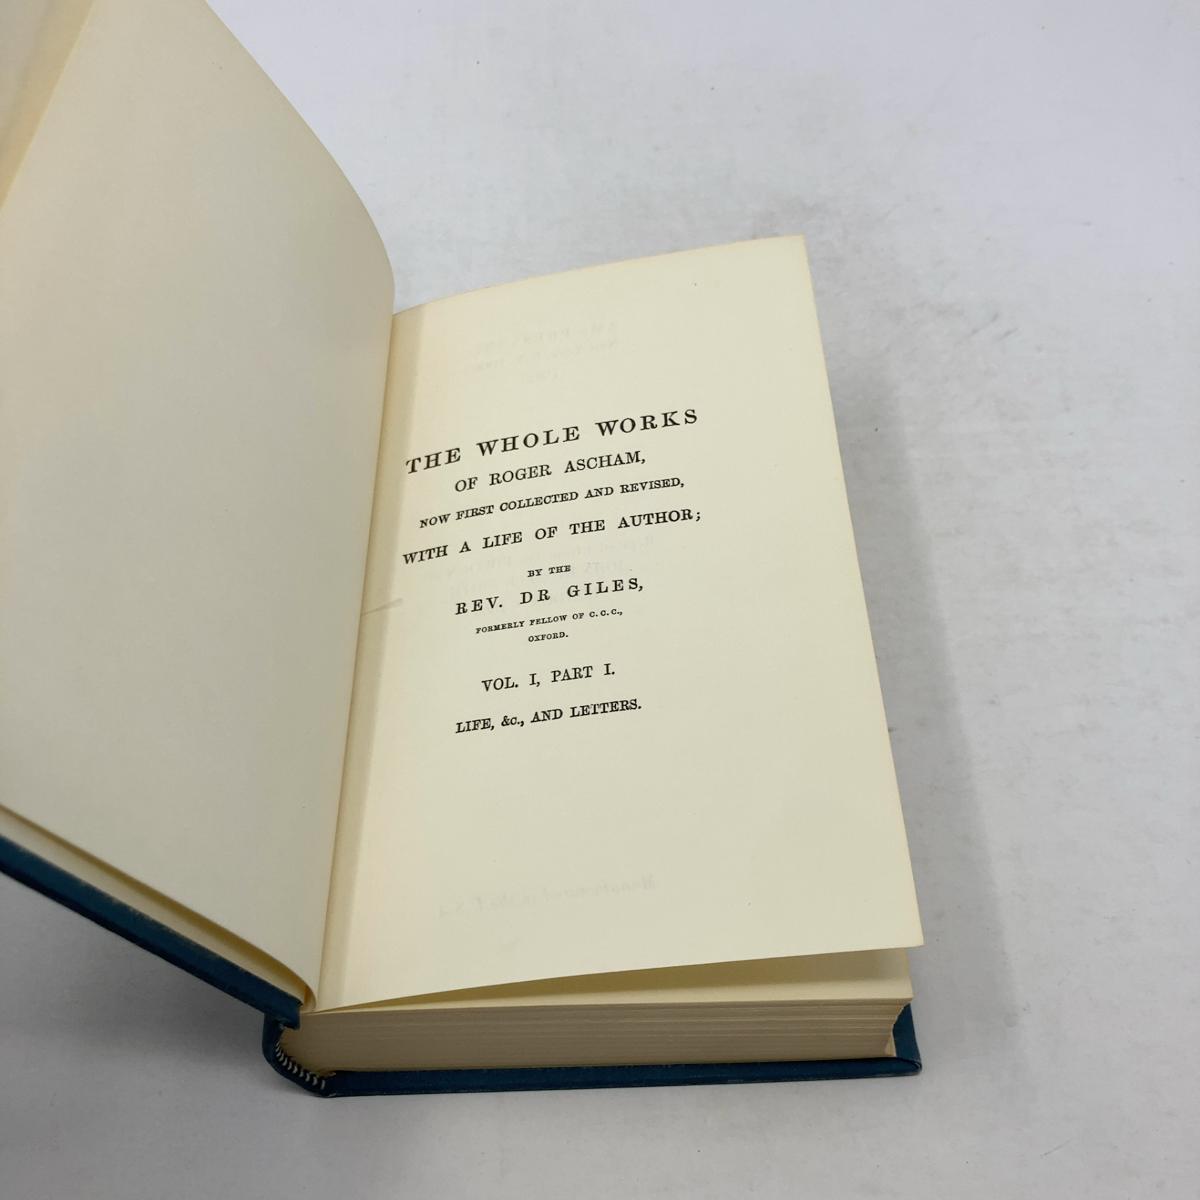 THE WHOLE WORKS
OF ROGER ASCHAM,
NOW FIRST COLLECTED AND REVISED,
WITH A LIFE OF THE AUTHOR;
BY THE
REV. DR GILES,
FORMERLY FELLOW OF C.C.C.,
OXFORD.
VOL. I, PART I.
LIFE, &c., AND LETTERS.